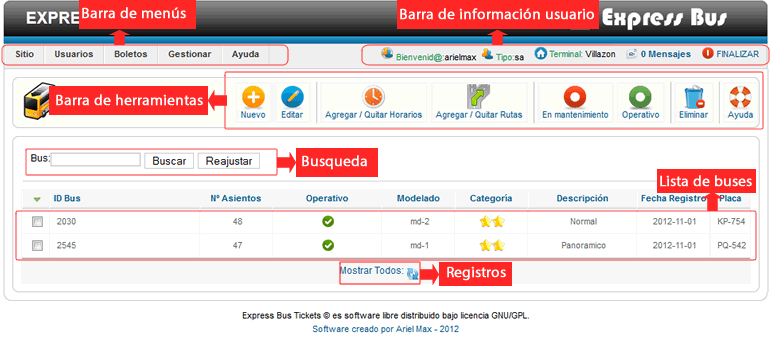 EXPRE
Barra de menús
Barra de información usuario
Express Bus
Sitio Usuarios Boletos Gestionar Ayuda
Bienvenid@:arielmax Tipo:sa Terminal: Villazon 0 Mensajes FINALIZAR
Barra de herramientas
Nuevo Editar Agregar / Quitar Horarios Agregar / Quitar Rutas En mantenimiento Operativo Eliminar Ayuda
Bus: Buscar Reajustar
Busqueda
Lista de buses
ID Bus Nº Asientos Operativo Modelado Categoría Descripción Fecha Registro Placa
2030 48 md-2 Normal 2012-11-01 KP-754
2545 47 md-1 Panoramico 2012-11-01 PQ-542
Mostrar Todos:
Registros
Express Bus Tickets © es software libre distribuido bajo licencia GNU/GPL.
Software creado por Ariel Max - 2012